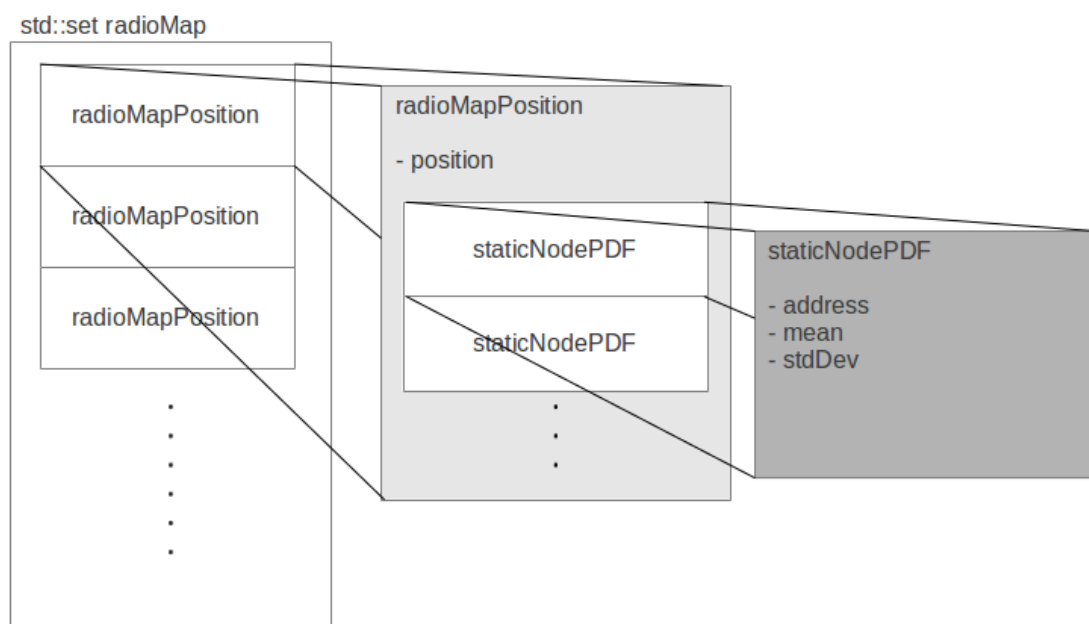 std::set radioMap
radioMapPosition
radioMapPosition
radioMapPosition
radioMapPosition
- position
staticNodePDF
staticNodePDF
staticNodePDF
- address
- mean
- stdDev